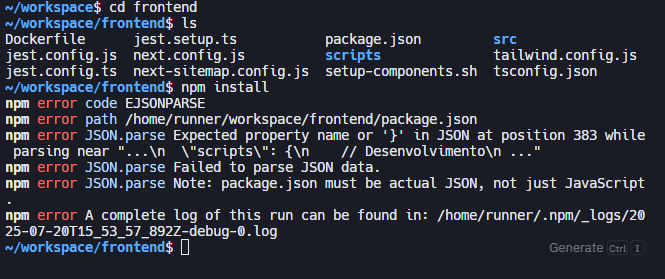 ~/workspace$ cd frontend
~/workspace/frontend$ ls
Dockerfile      jest.setup.ts           package.json         src
jest.config.js  next.config.js          scripts              tailwind.config.js
jest.config.ts  next-sitemap.config.js  setup-components.sh  tsconfig.json
~/workspace/frontend$ npm install
npm error code EJSONPARSE
npm error path /home/runner/workspace/frontend/package.json
npm error JSON.parse Expected property name or '}' in JSON at position 383 while
 parsing near "...\n  \"scripts\": {\n    // Desenvolvimento\n ..."
npm error JSON.parse Failed to parse JSON data.
npm error JSON.parse Note: package.json must be actual JSON, not just JavaScript
.
npm error A complete log of this run can be found in: /home/runner/.npm/_logs/20
25-07-20T15_53_57_892Z-debug-0.log
~/workspace/frontend$ 
Generate Ctrl I